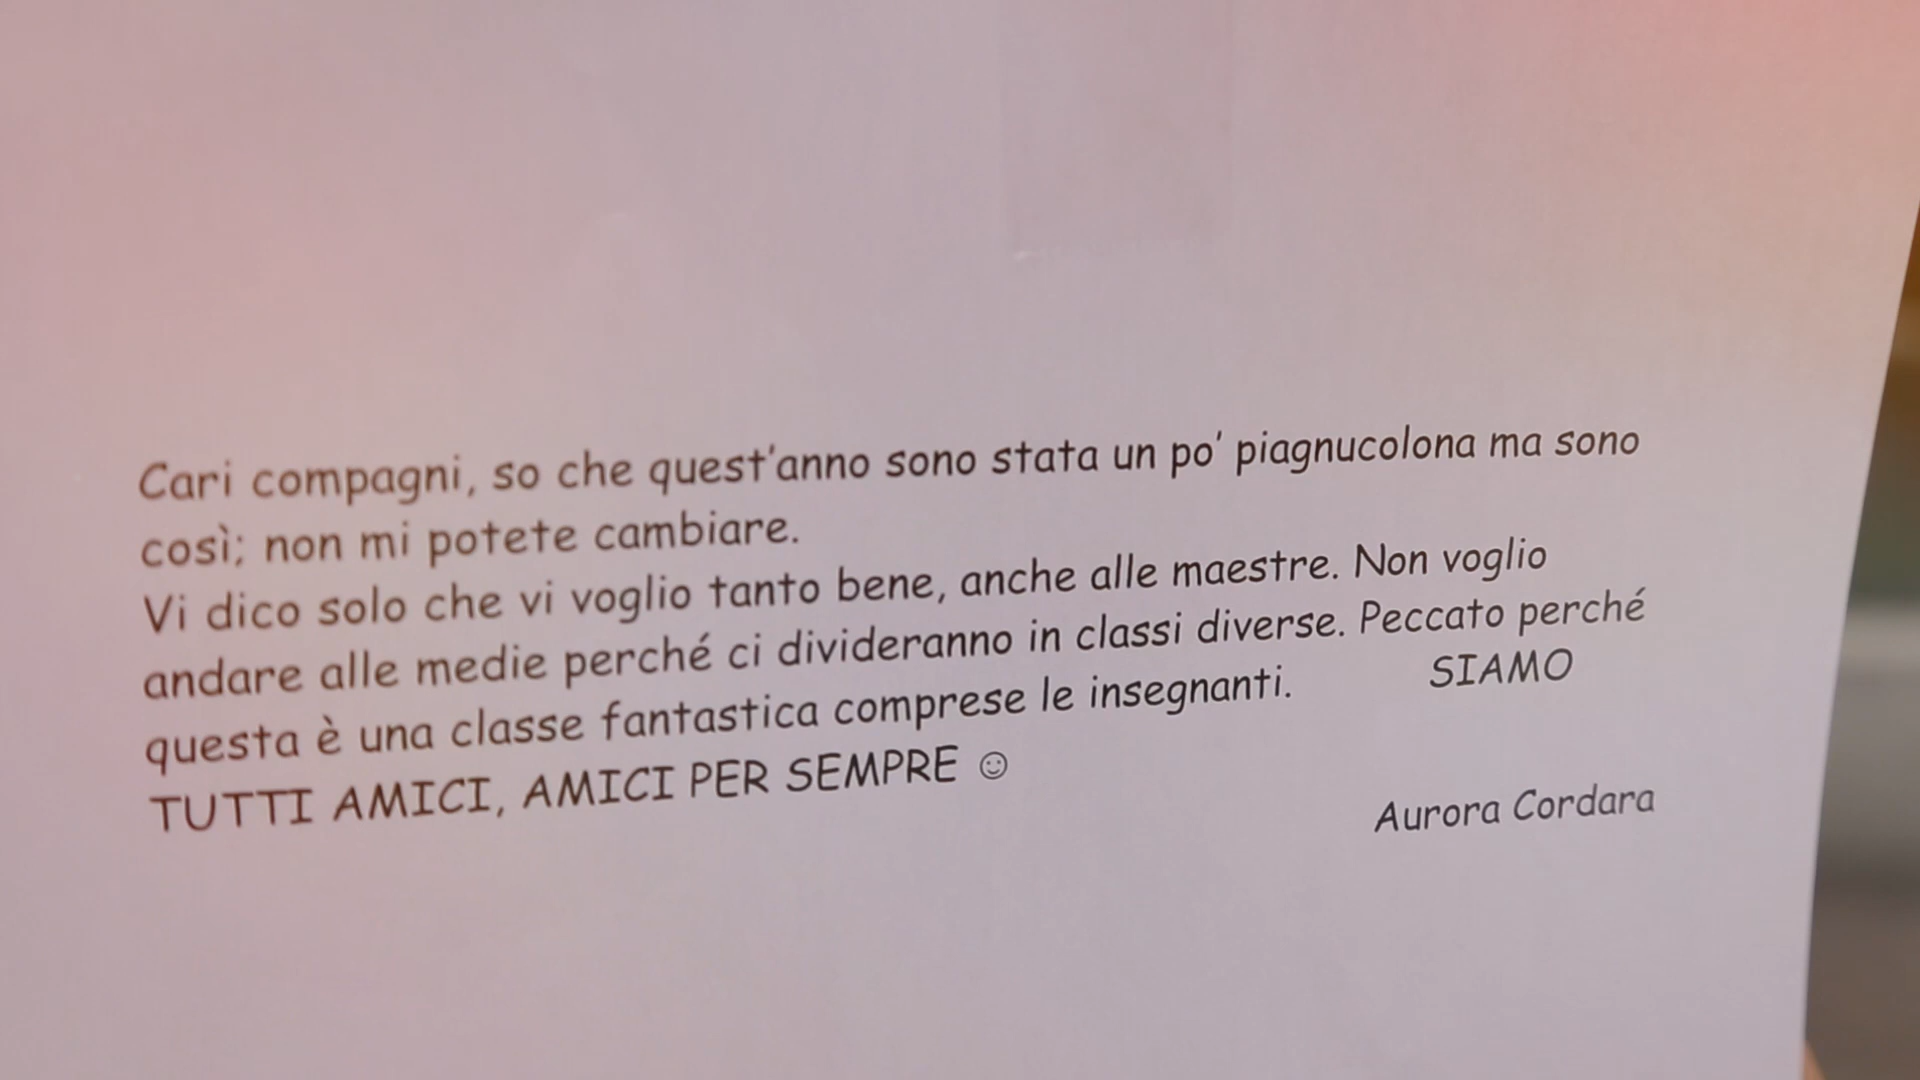 Cari compagni, so che quest'anno sono stata un po' piagnucolona ma sono
così; non mi potete cambiare.
Vi dico solo che vi voglio tanto bene, anche alle maestre. Non voglio
andare alle medie perché ci divideranno in classi diverse. Peccato perché
questa è una classe fantastica comprese le insegnanti. SIAMO
TUTTI AMICI, AMICI PER SEMPRE ☺
Aurora Cordara